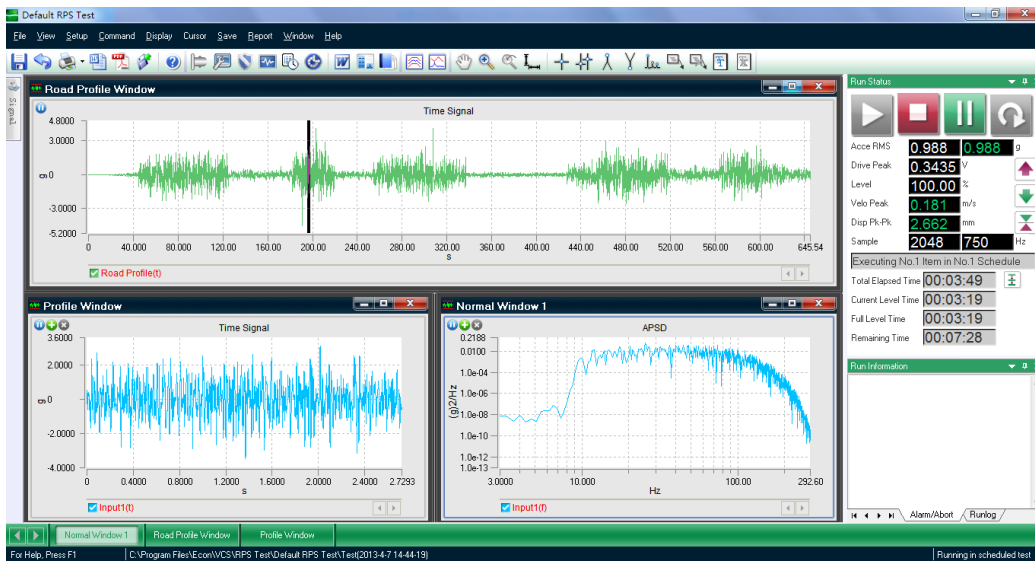 Default RPS Test
File View Setup Command Display Cursor Save Report Window Help
Signal
Road Profile Window
Time Signal
4.8000
3.0000
g 0
-3.0000
-5.2000
0 40.000 80.000 120.00 160.00 200.00 240.00 280.00 320.00 360.00 400.00 440.00 480.00 520.00 560.00 600.00 645.54
s
Road Profile(t)
Profile Window
Time Signal
3.6000
2.0000
g 0
-2.0000
-4.0000
0 0.4000 0.8000 1.2000 1.6000 2.0000 2.4000 2.7293
s
Input1(t)
Normal Window 1
APSD
0.2188
0.0100
1.0e-04
1.0e-06
1.0e-08
1.0e-10
1.0e-12
1.0e-13
(g)2/Hz
3.0000 10.000 100.00 292.60
Hz
Input1(f)
Run Status
Acce RMS 0.988 0.988 g
Drive Peak 0.3435 V
Level 100.00 %
Velo Peak 0.181 m/s
Disp Pk-Pk 2.662 mm
Sample 2048 750 Hz
Executing No.1 Item in No.1 Schedule
Total Elapsed Time 00:03:49
Current Level Time 00:03:19
Full Level Time 00:03:19
Remaining Time 00:07:28
Run Information
Alarm/Abort Runlog
Normal Window 1 Road Profile Window Profile Window
For Help, Press F1 C:\Program Files\Econ\VCS\RPS Test\Default RPS Test\Test(2013-4-7 14-44-19) Running in scheduled test